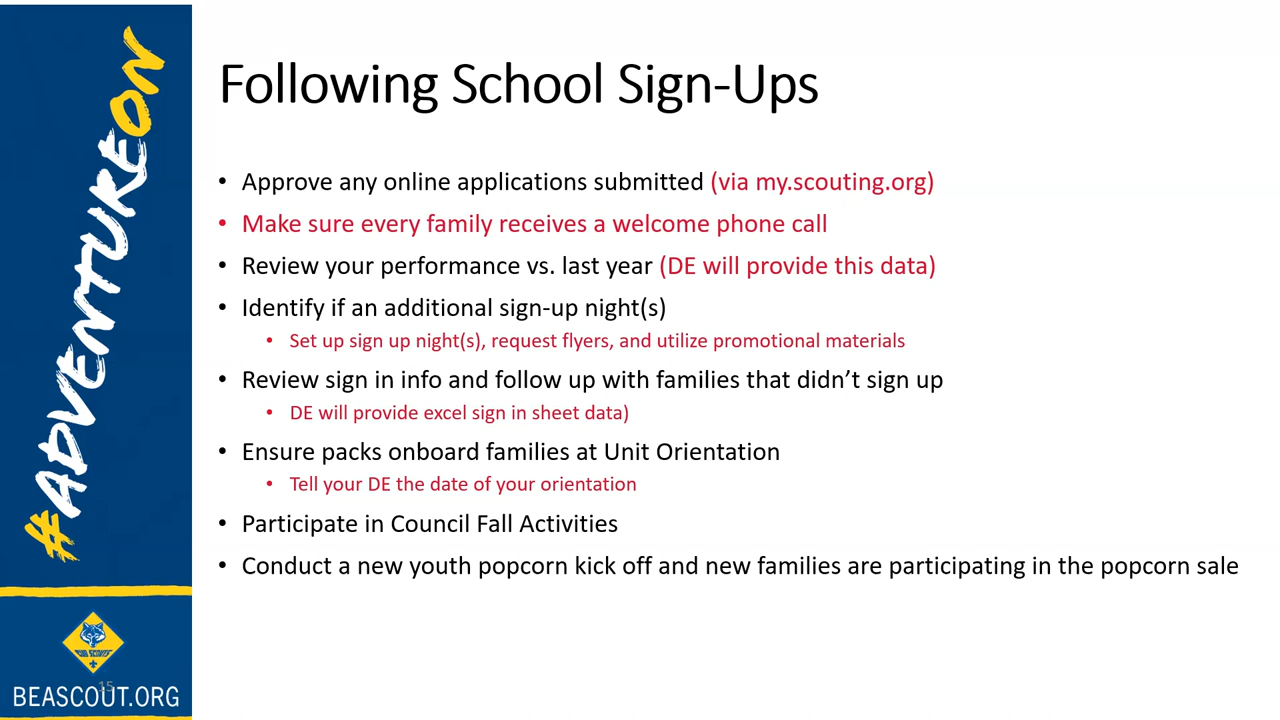 #ADVENTUREON
Following School Sign-Ups
• Approve any online applications submitted (via my.scouting.org)
• Make sure every family receives a welcome phone call
• Review your performance vs. last year (DE will provide this data)
• Identify if an additional sign-up night(s)
• Set up sign up night(s), request flyers, and utilize promotional materials
• Review sign in info and follow up with families that didn’t sign up
• DE will provide excel sign in sheet data)
• Ensure packs onboard families at Unit Orientation
• Tell your DE the date of your orientation
• Participate in Council Fall Activities
• Conduct a new youth popcorn kick off and new families are participating in the popcorn sale
CUB SCOUTS
15
BEASCOUT.ORG